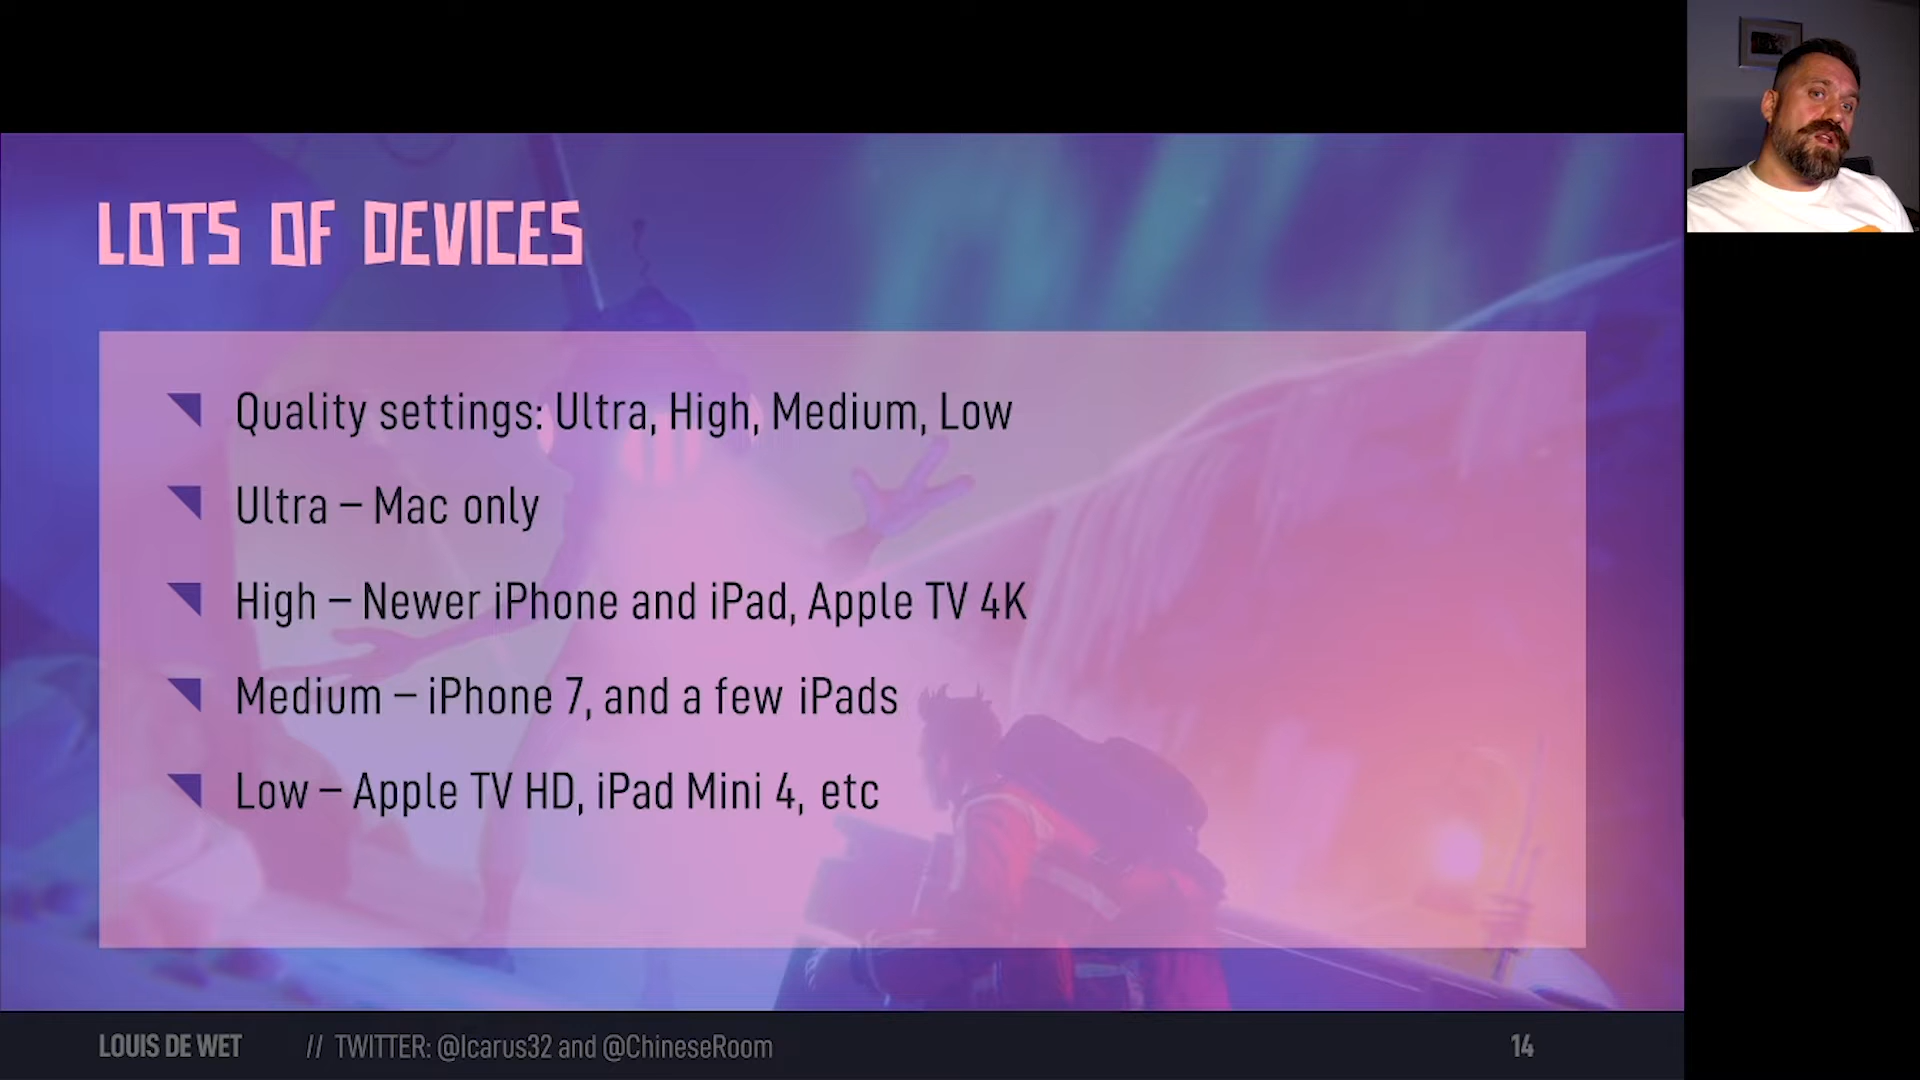 LOTS OF DEVICES
Quality settings: Ultra, High, Medium, Low
Ultra – Mac only
High – Newer iPhone and iPad, Apple TV 4K
Medium – iPhone 7, and a few iPads
Low – Apple TV HD, iPad Mini 4, etc
LOUIS DE WET // TWITTER: @Icarus32 and @ChineseRoom 14